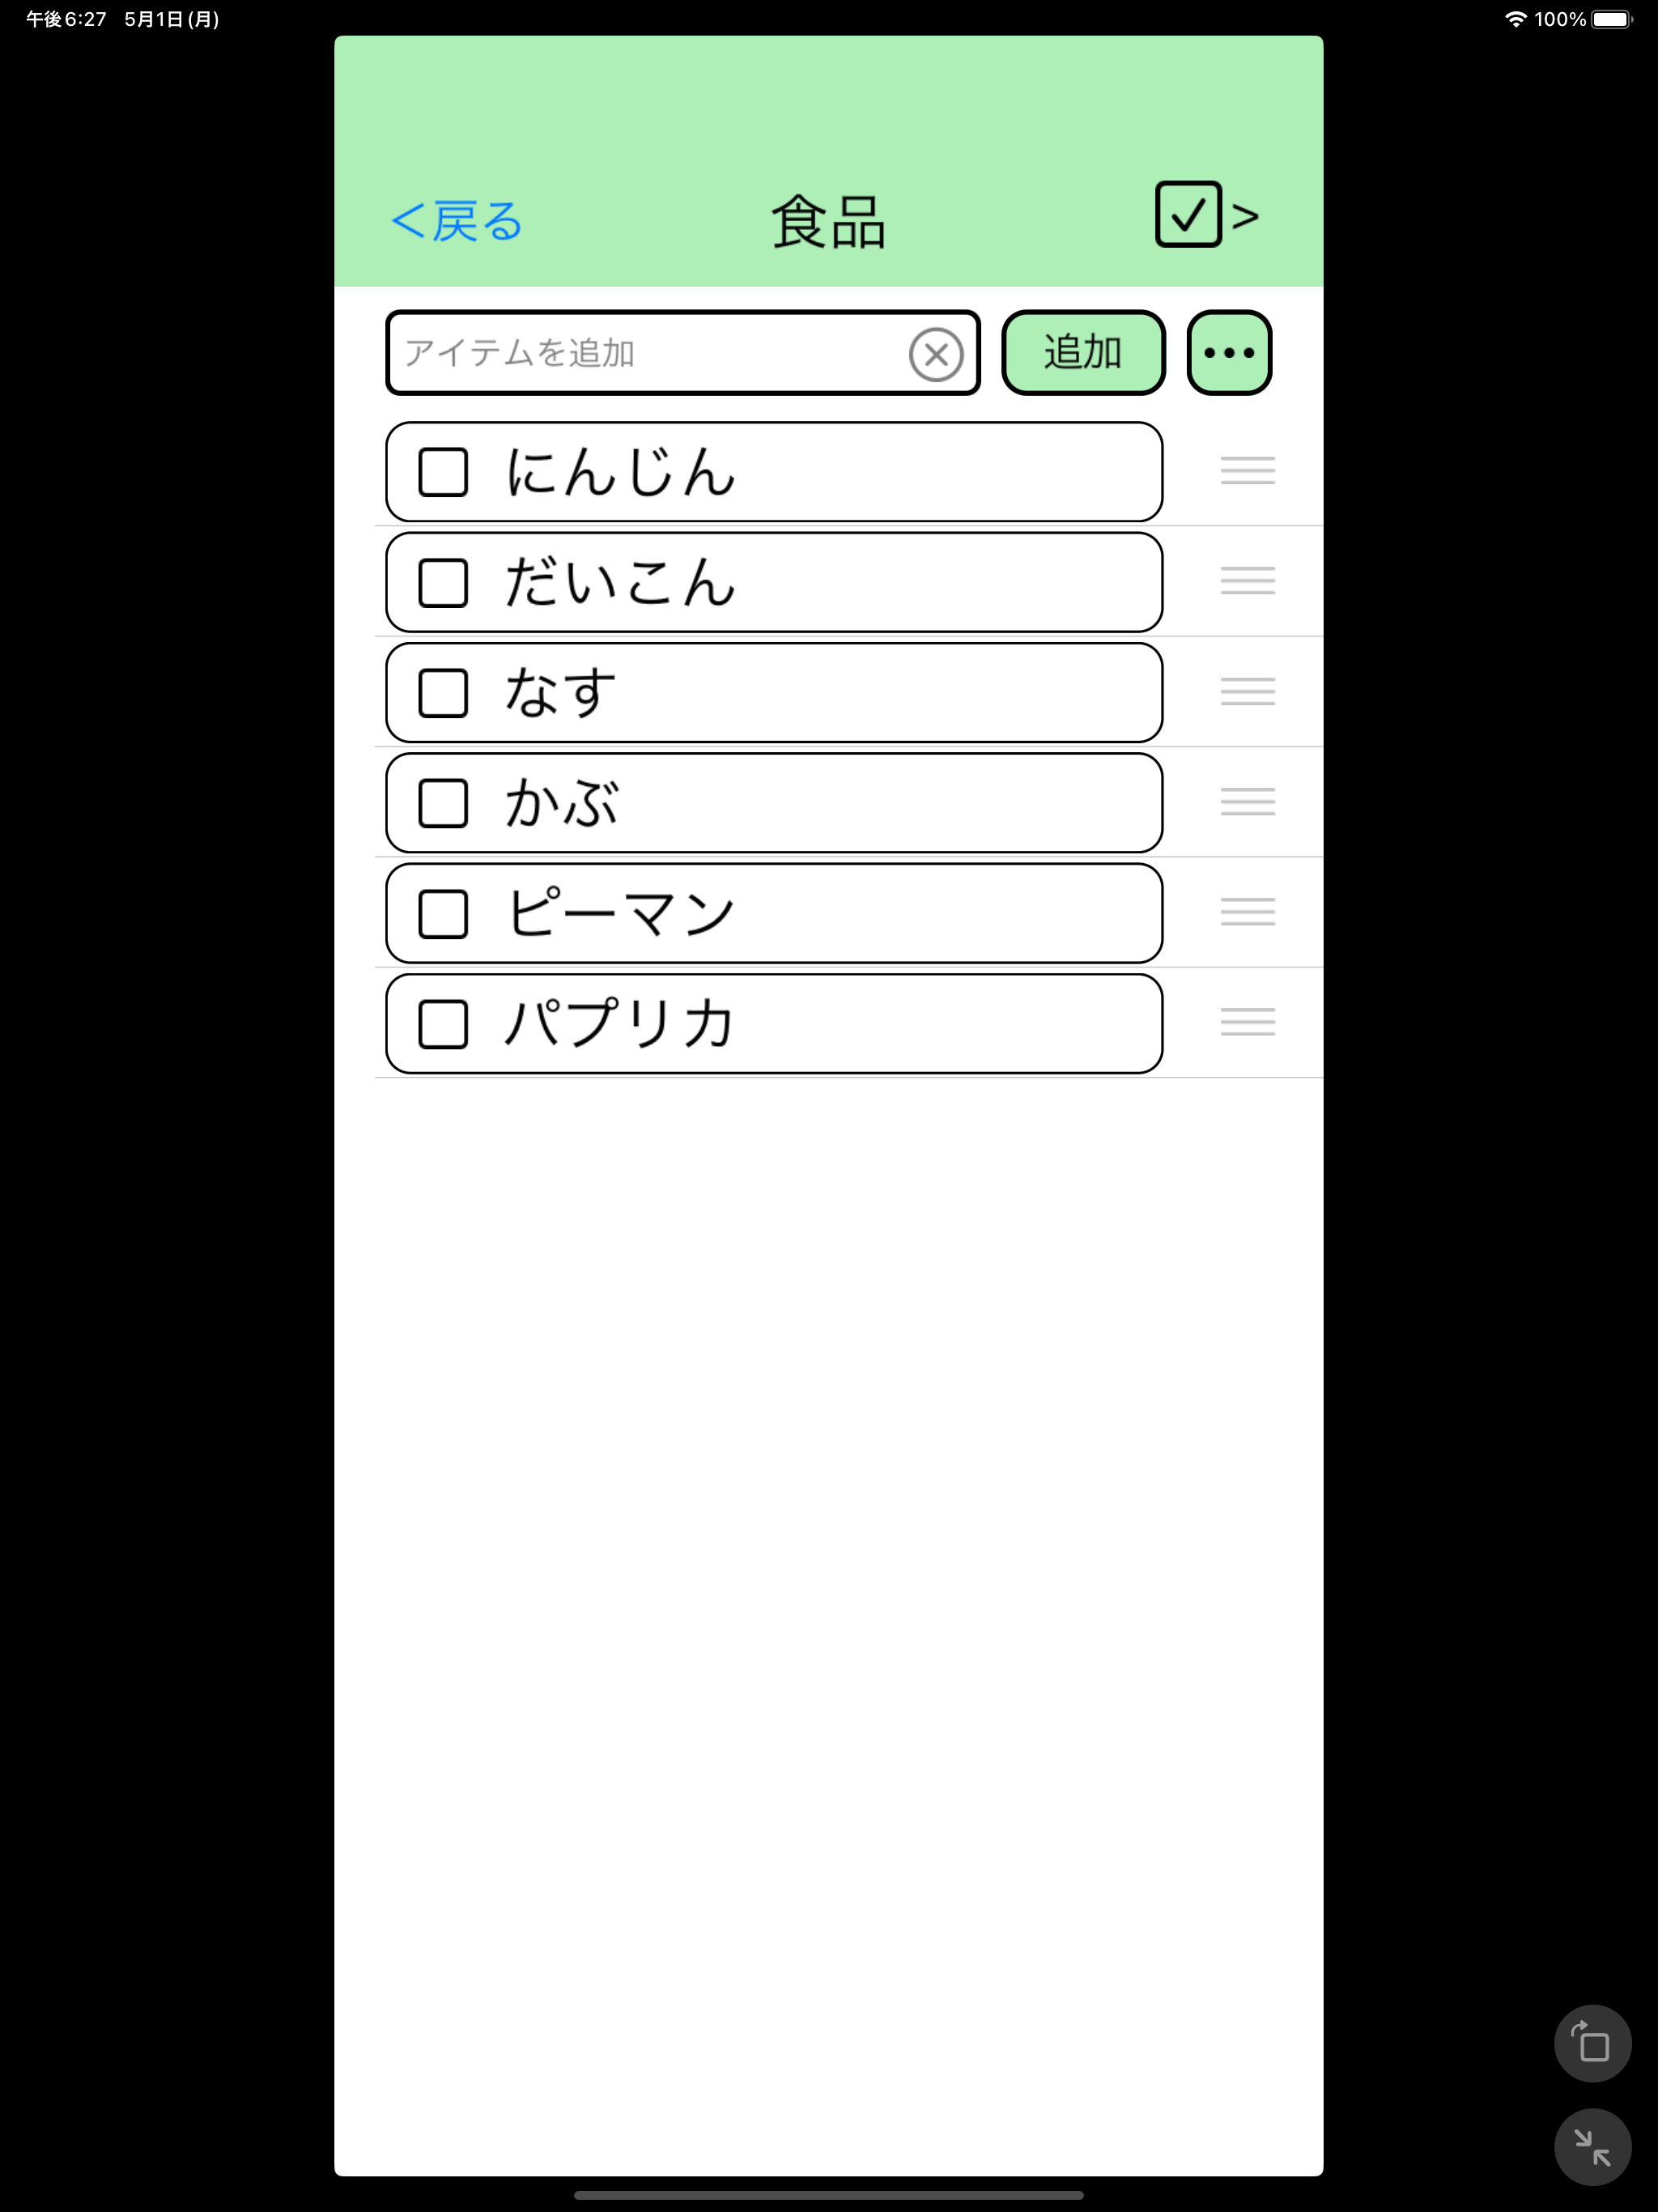 午後6:27 5月1日(月) 100%
<戻る 食品 >
アイテムを追加 追加 •••
にんじん
だいこん
なす
かぶ
ピーマン
パプリカ